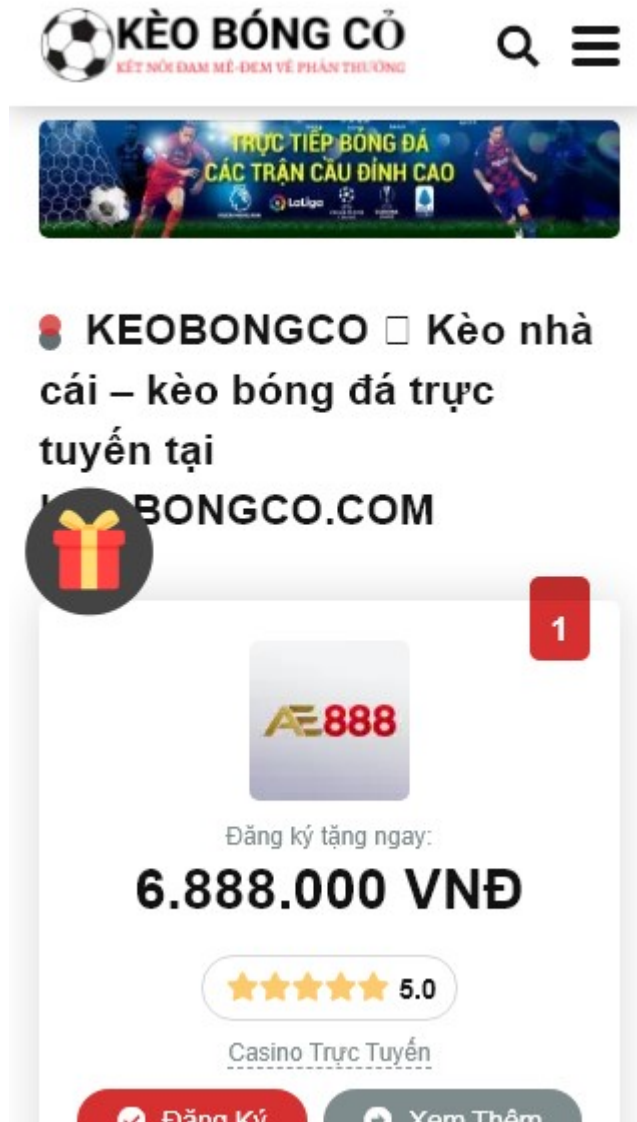 KÈO BÓNG CỎ
KẾT NỐI ĐAM MÊ-ĐEM VỀ PHẦN THƯỞNG
TRỰC TIẾP BÓNG ĐÁ
CÁC TRẬN CẦU ĐỈNH CAO
LaLiga
KEOBONGCO □ Kèo nhà
cái – kèo bóng đá trực
tuyến tại
BONGCO.COM
1
AE888
Đăng ký tặng ngay:
6.888.000 VNĐ
5.0
Casino Trực Tuyến
Đăng Ký
Xem Thêm